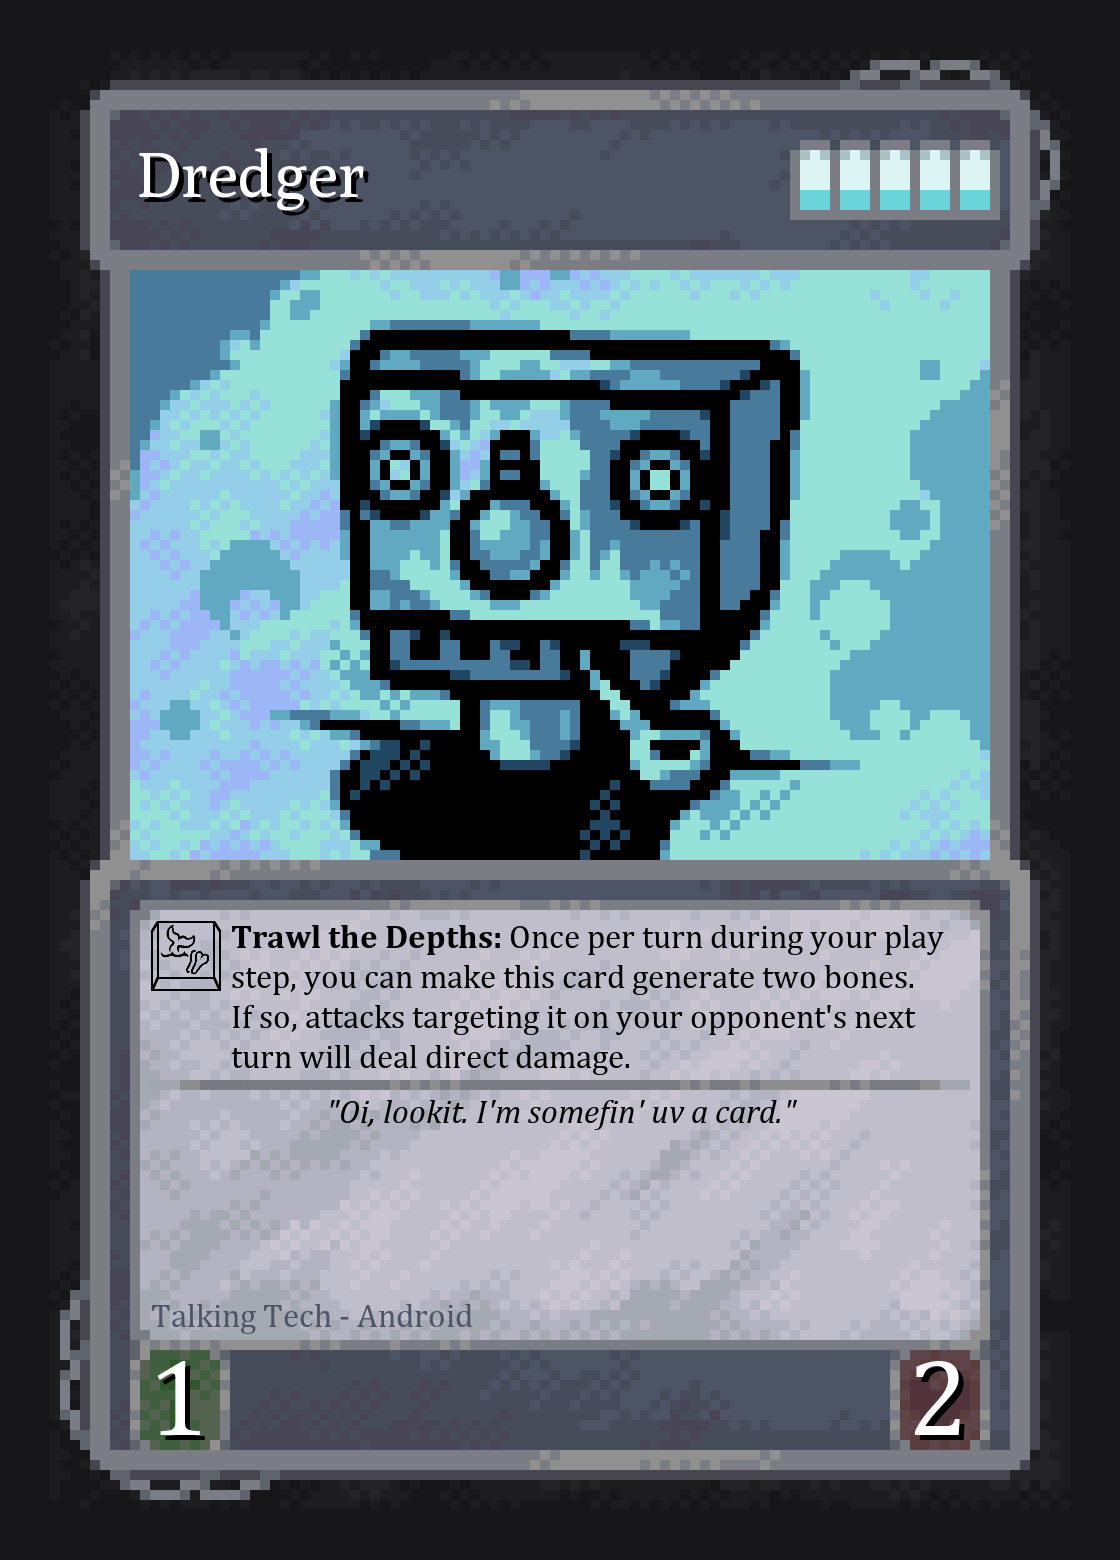 Dredger
Trawl the Depths: Once per turn during your play
step, you can make this card generate two bones.
If so, attacks targeting it on your opponent's next
turn will deal direct damage.
"Oi, lookit. I'm somefin' uv a card."
Talking Tech - Android
1
2